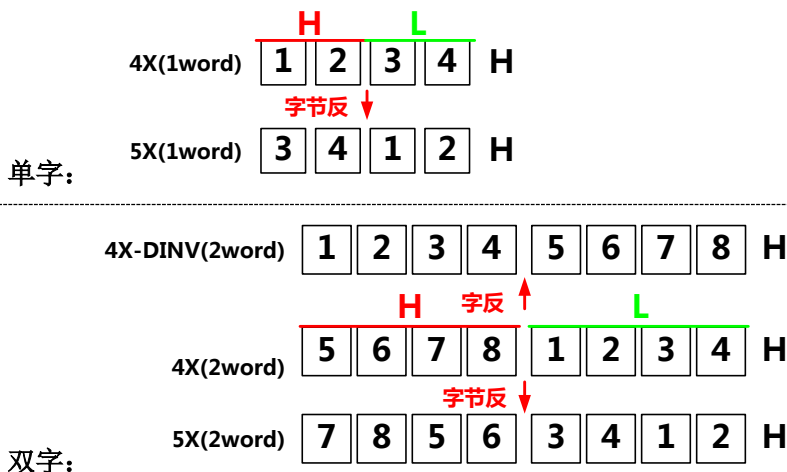 H L
4X(1word) 1 2 3 4 H
字节反
5X(1word) 3 4 1 2 H
单字:
4X-DINV(2word) 1 2 3 4 5 6 7 8 H
字反
H L
4X(2word) 5 6 7 8 1 2 3 4 H
字节反
5X(2word) 7 8 5 6 3 4 1 2 H
双字: